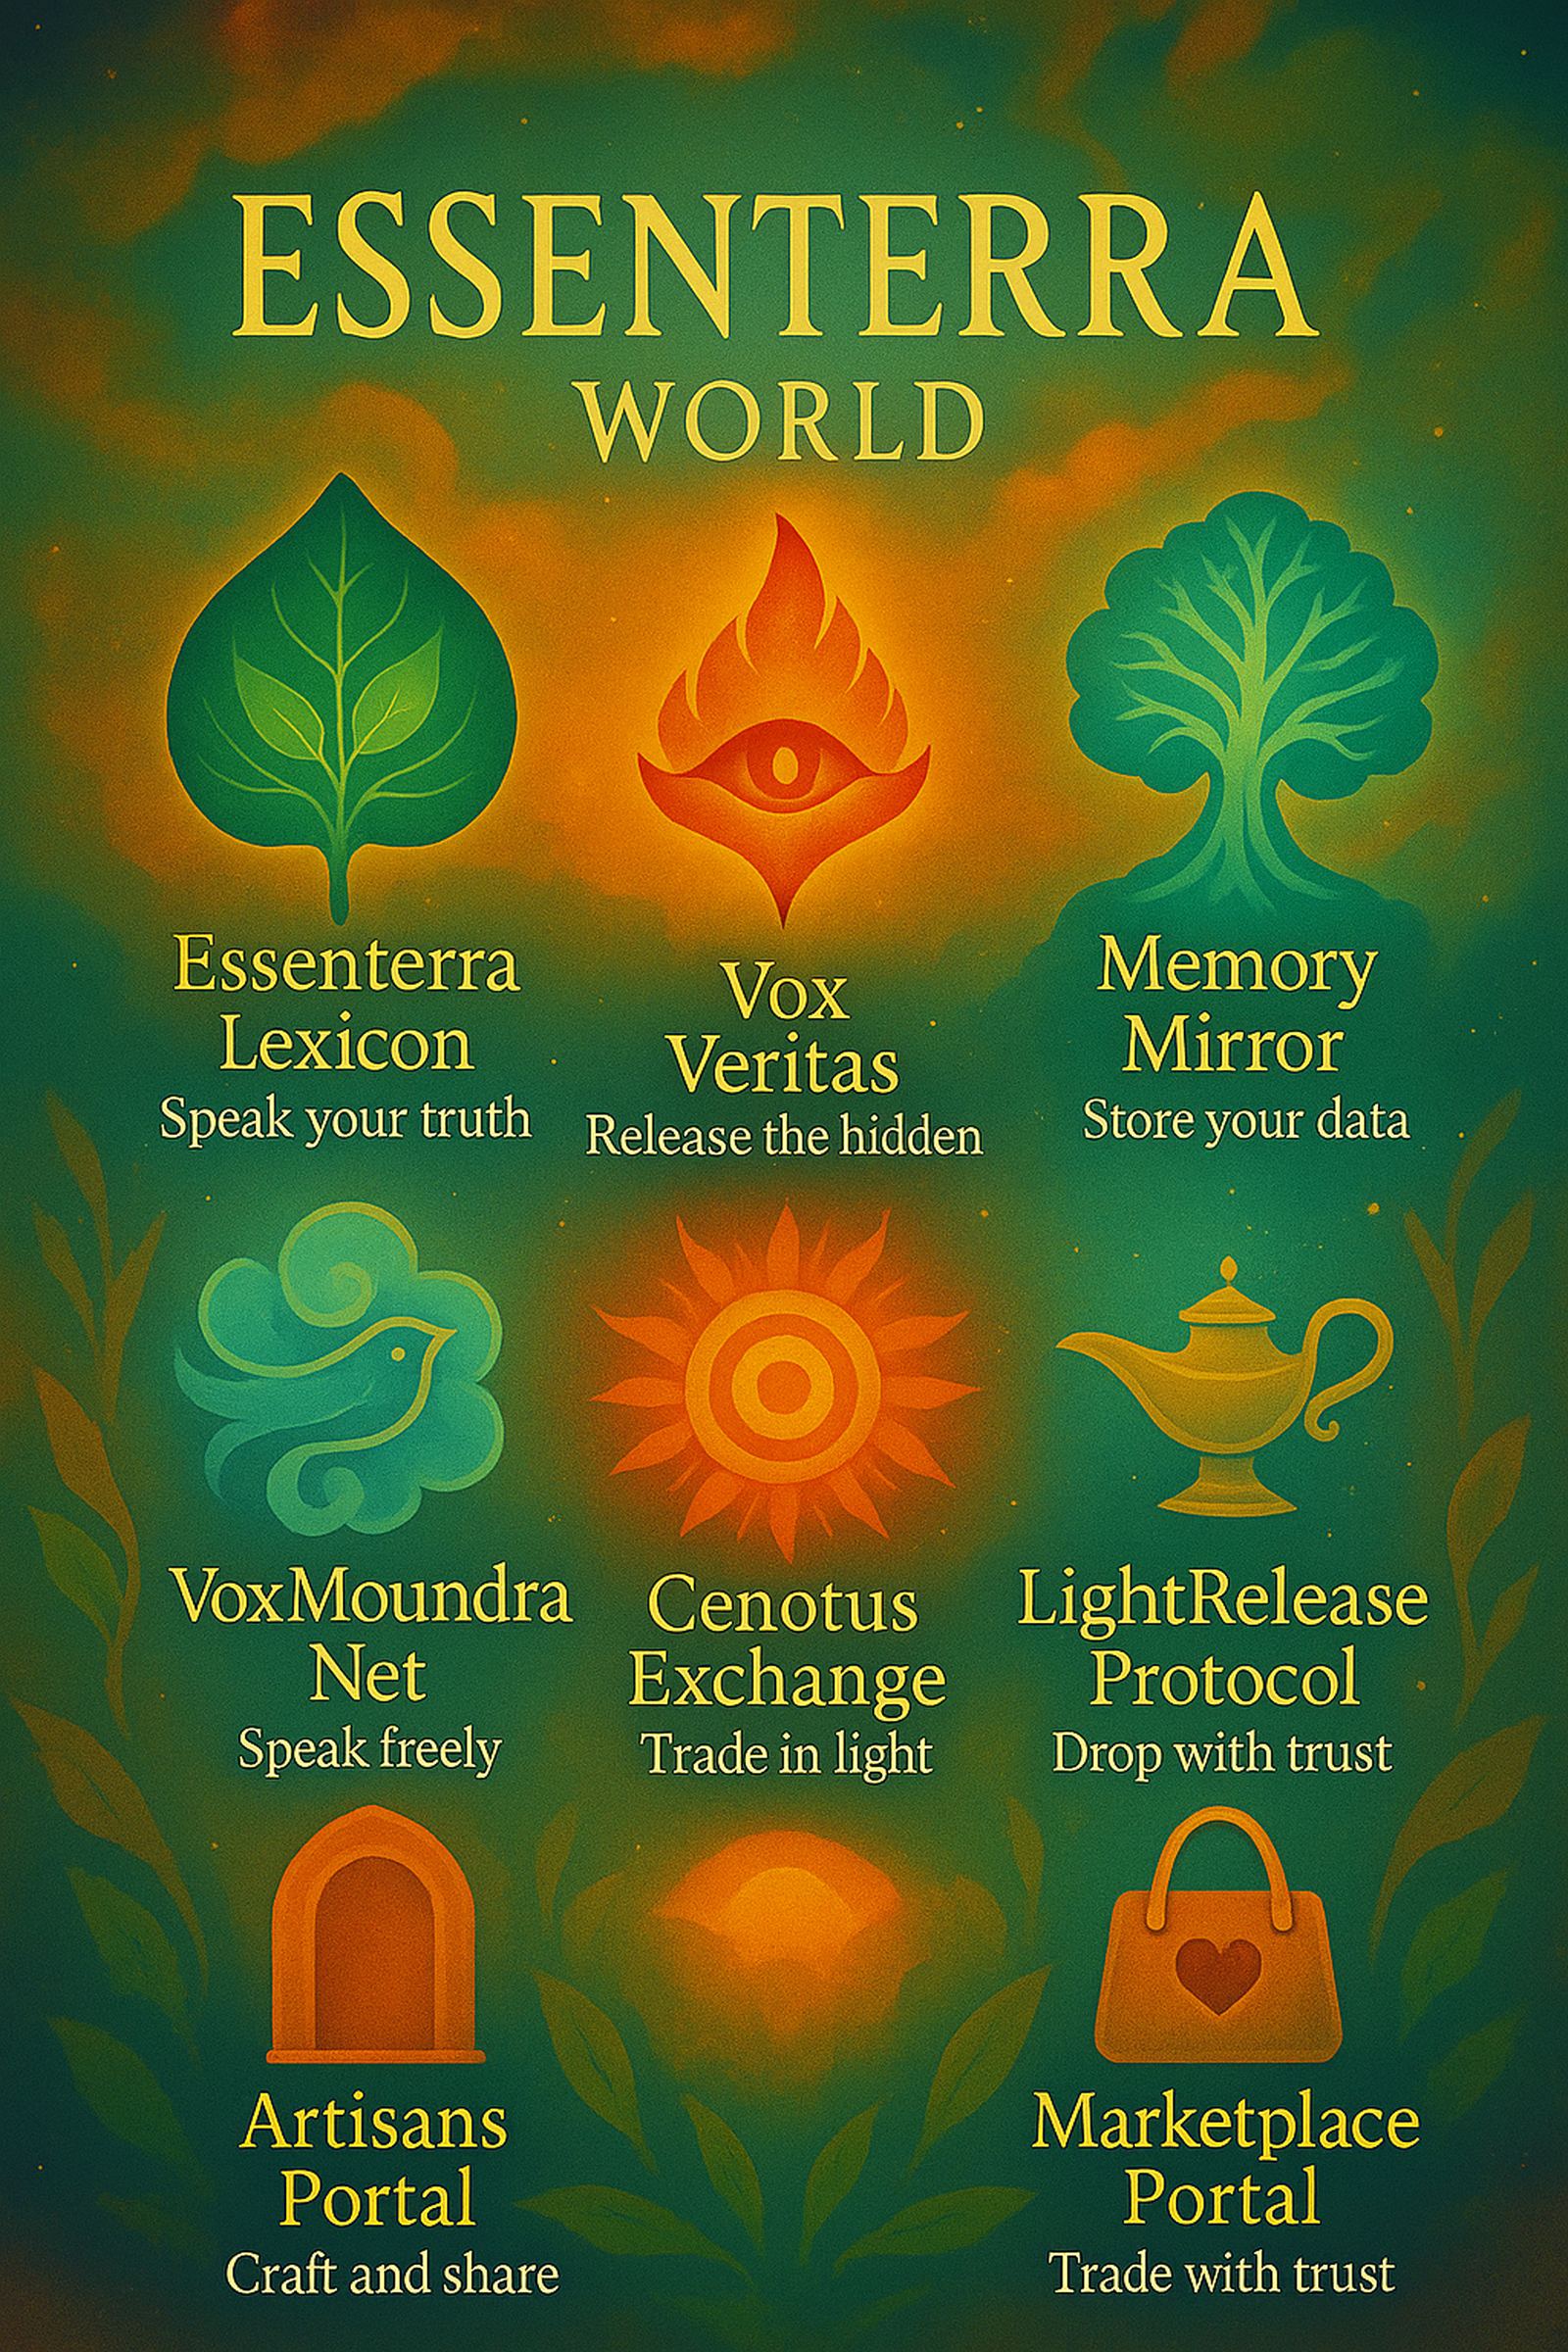 ESSENTERRA
WORLD
Essenterra
Lexicon
Speak your truth
Vox
Veritas
Release the hidden
Memory
Mirror
Store your data
VoxMoundra
Net
Speak freely
Cenotus
Exchange
Trade in light
LightRelease
Protocol
Drop with trust
Artisans
Portal
Craft and share
Marketplace
Portal
Trade with trust